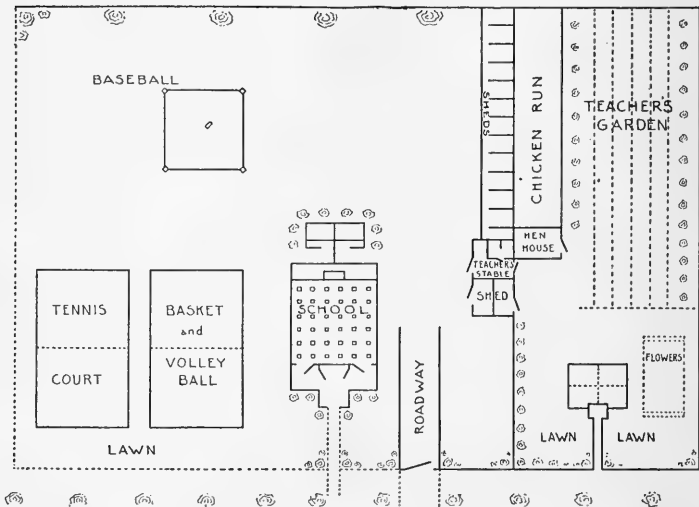 BASEBALL
SHEDS
CHICKEN RUN
TEACHER'S
GARDEN
HEN
HOUSE
TEACHERS
STABLE
SHED
TENNIS
COURT
BASKET
and
VOLLEY
BALL
SCHOOL
ROADWAY
FLOWERS
LAWN
LAWN
LAWN